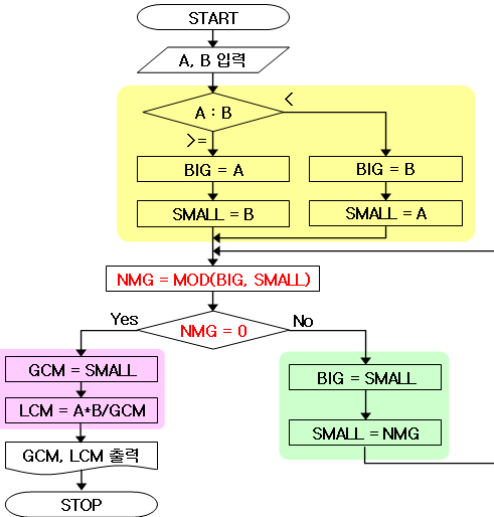 START
A, B 입력
A : B
<
>=
BIG = A
BIG = B
SMALL = B
SMALL = A
NMG = MOD(BIG, SMALL)
Yes
NMG = 0
No
GCM = SMALL
LCM = A*B/GCM
GCM, LCM 출력
STOP
BIG = SMALL
SMALL = NMG